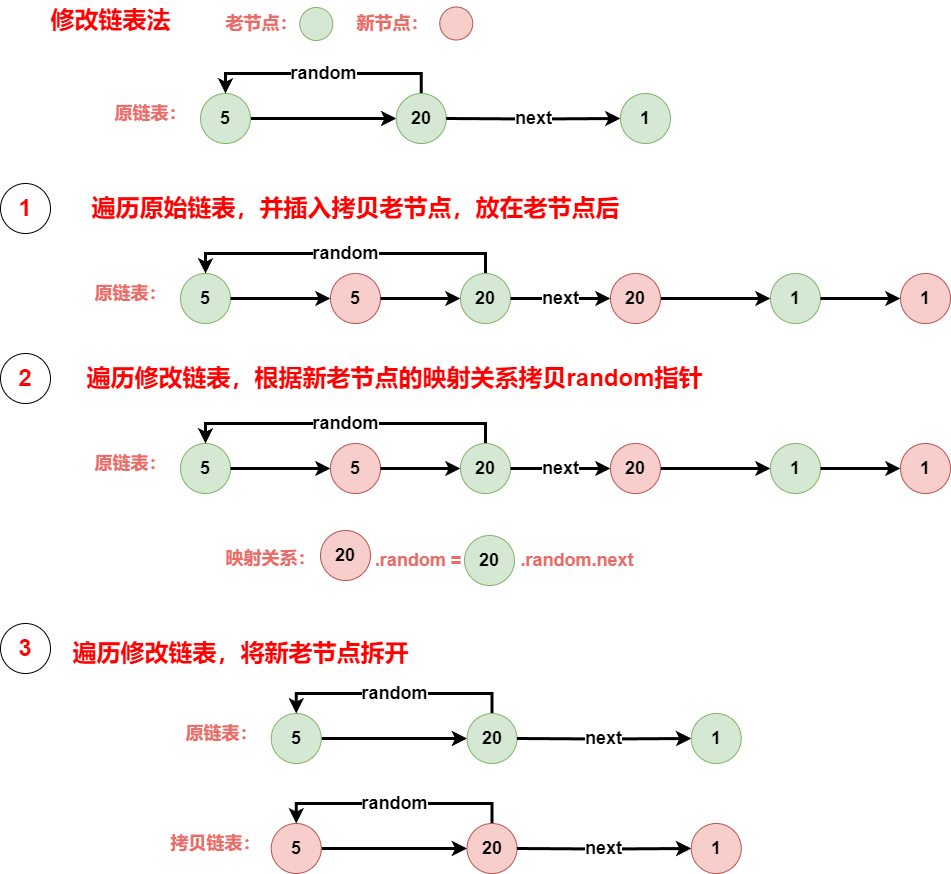 修改链表法 老节点： 新节点：
random
原链表： 5 20 next 1
1 遍历原始链表，并插入拷贝老节点，放在老节点后
random
原链表： 5 5 20 next 20 1 1
2 遍历修改链表，根据新老节点的映射关系拷贝random指针
random
原链表： 5 5 20 next 20 1 1
映射关系： 20 .random = 20 .random.next
3 遍历修改链表，将新老节点拆开
random
原链表： 5 20 next 1
random
拷贝链表： 5 20 next 1